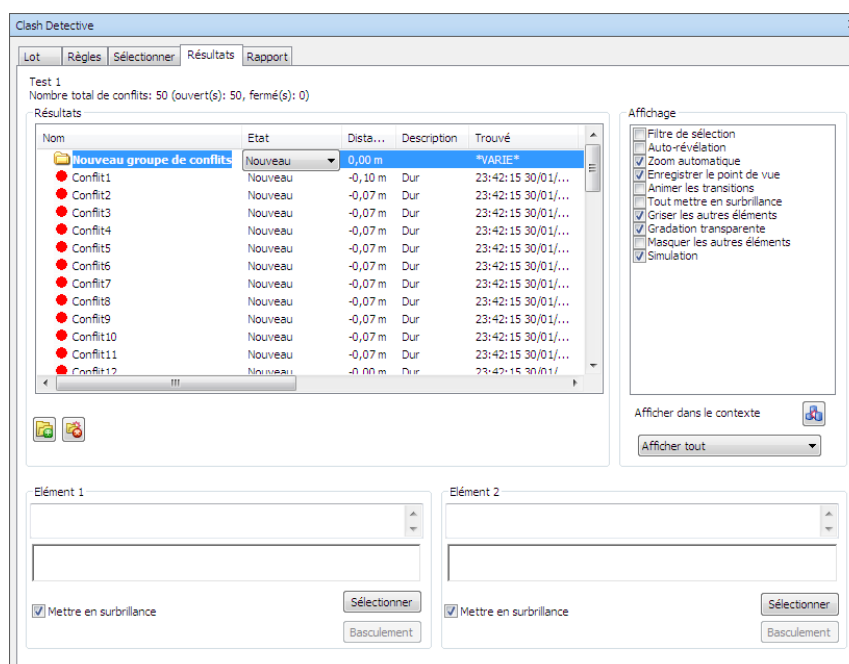 Clash Detective
Lot Règles Sélectionner Résultats Rapport
Test 1
Nombre total de conflits: 50 (ouvert(s): 50, fermé(s): 0)
Résultats
Nom Etat Dista... Description Trouvé
Nouveau groupe de conflits Nouveau 0,00 m *VARIE*
Conflit1 Nouveau -0,10 m Dur 23:42:15 30/01/...
Conflit2 Nouveau -0,07 m Dur 23:42:15 30/01/...
Conflit3 Nouveau -0,07 m Dur 23:42:15 30/01/...
Conflit4 Nouveau -0,07 m Dur 23:42:15 30/01/...
Conflit5 Nouveau -0,07 m Dur 23:42:15 30/01/...
Conflit6 Nouveau -0,07 m Dur 23:42:15 30/01/...
Conflit7 Nouveau -0,07 m Dur 23:42:15 30/01/...
Conflit8 Nouveau -0,07 m Dur 23:42:15 30/01/...
Conflit9 Nouveau -0,07 m Dur 23:42:15 30/01/...
Conflit10 Nouveau -0,07 m Dur 23:42:15 30/01/...
Conflit11 Nouveau -0,07 m Dur 23:42:15 30/01/...
Conflit12 Nouveau -0,00 m Dur 23:42:15 30/01/
Affichage
Filtre de sélection
Auto-révélation
Zoom automatique
Enregistrer le point de vue
Animer les transitions
Tout mettre en surbrillance
Griser les autres éléments
Gradation transparente
Masquer les autres éléments
Simulation
Afficher dans le contexte
Afficher tout
Elément 1
Mettre en surbrillance
Sélectionner
Basculement
Elément 2
Mettre en surbrillance
Sélectionner
Basculement